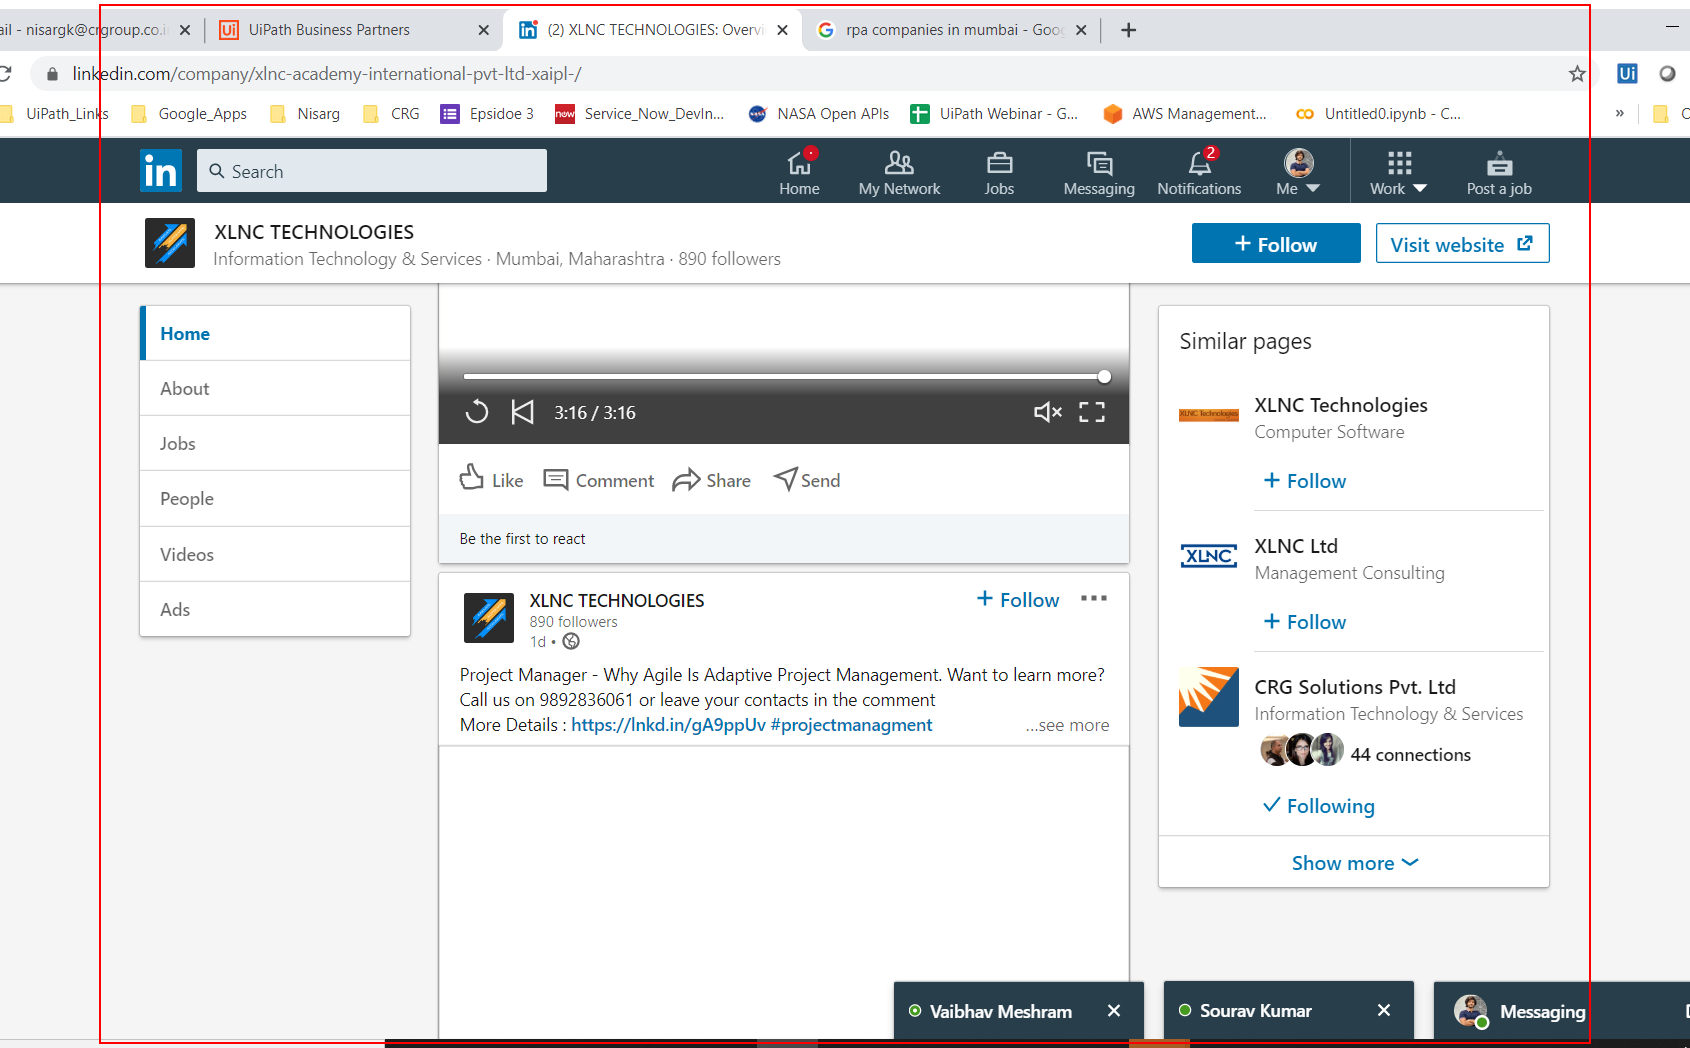 ail - nisargk@crgroup.co.i
UiPath Business Partners
(2) XLNC TECHNOLOGIES: Overvi
rpa companies in mumbai - Goog
linkedin.com/company/xlnc-academy-international-pvt-ltd-xaipl-/
Ui
UiPath_Links
Google_Apps
Nisarg
CRG
Epsidoe 3
now
Service_Now_DevIn...
NASA Open APIs
UiPath Webinar - G...
AWS Management...
Untitled0.ipynb - C...
»
in
Search
Home
My Network
Jobs
Messaging
2
Notifications
Me
Work
Post a job
XLNC TECHNOLOGIES
Information Technology & Services · Mumbai, Maharashtra · 890 followers
+ Follow
Visit website
Home
About
Jobs
People
Videos
Ads
3:16 / 3:16
Like
Comment
Share
Send
Be the first to react
XLNC TECHNOLOGIES
890 followers
1d •
+ Follow
Project Manager - Why Agile Is Adaptive Project Management. Want to learn more?
Call us on 9892836061 or leave your contacts in the comment
More Details : https://lnkd.in/gA9ppUv #projectmanagment
...see more
Similar pages
XLNC Technologies
XLNC Technologies
Computer Software
+ Follow
XLNC
XLNC Ltd
Management Consulting
+ Follow
CRG Solutions Pvt. Ltd
Information Technology & Services
44 connections
Following
Show more
Vaibhav Meshram
Sourav Kumar
Messaging